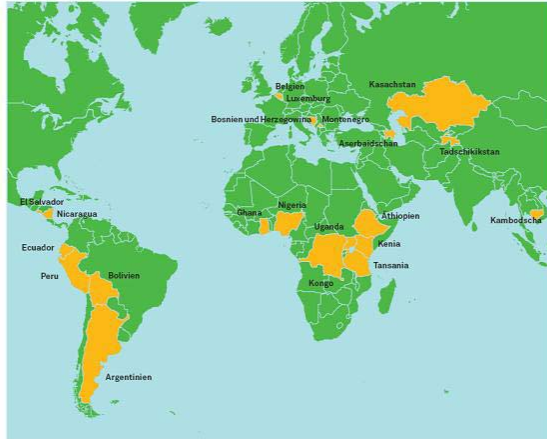 Belgien
Luxemburg
Kasachstan
Bosnien und Herzegowina
Montenegro
Aserbaidschan
Tadschikikstan
El Salvador
Nicaragua
Ghana
Nigeria
Uganda
Äthiopien
Kambodscha
Ecuador
Kenia
Peru
Bolivien
Tansania
Kongo
Argentinien